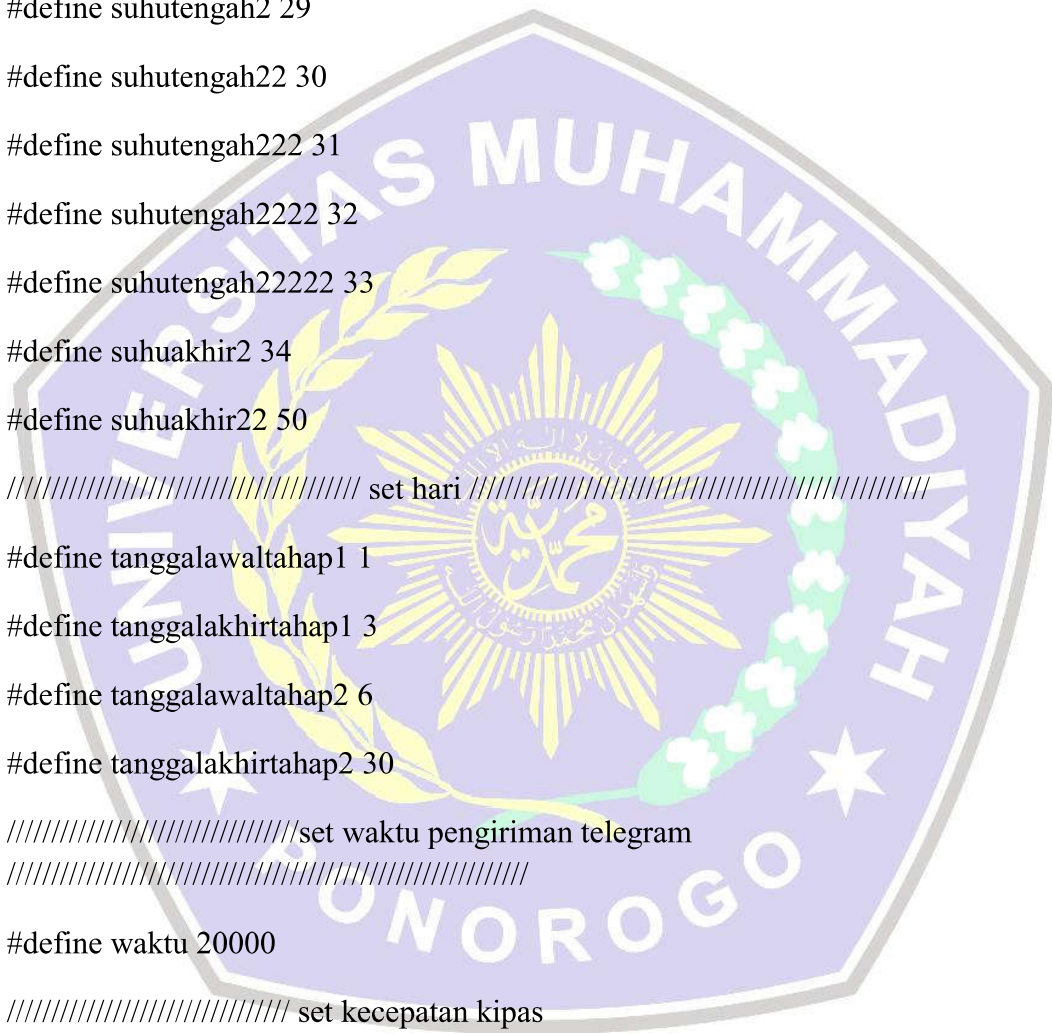 #define suhutengah2 29
#define suhutengah22 30
#define suhutengah222 31
#define suhutengah2222 32
#define suhutengah22222 33
#define suhuakhir2 34
#define suhuakhir22 50
//////////////////////////////////////// set hari ////////////////////////////////////////////////////
#define tanggalawaltahap1 1
#define tanggalakhirtahap1 3
#define tanggalawaltahap2 6
#define tanggalakhirtahap2 30
/////////////////////////////////set waktu pengiriman telegram
///////////////////////////////////////////////////////////
#define waktu 20000
//////////////////////////////// set kecepatan kipas
UNIVERSITAS MUHAMMADIYAH
PONOROGO
محمدية